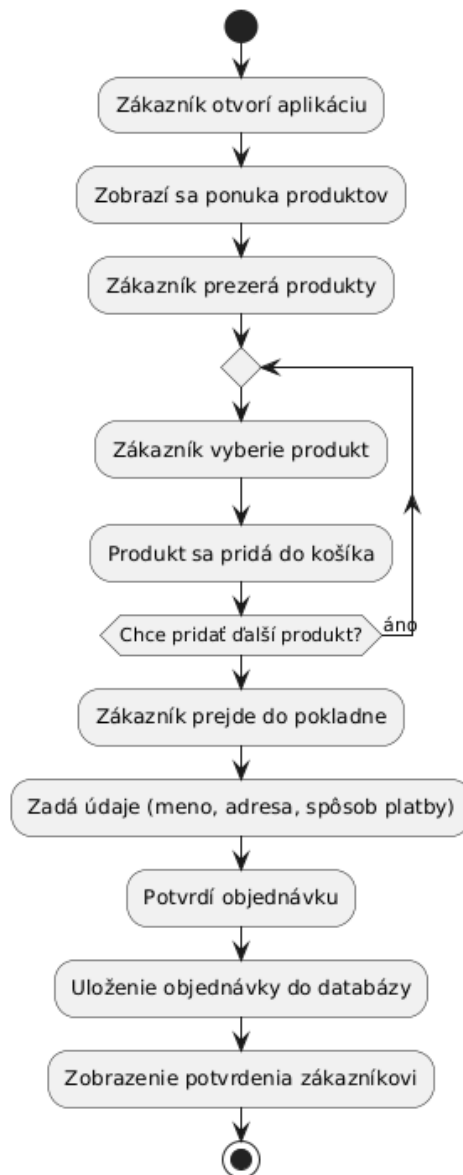 Zákazník otvorí aplikáciu
Zobrazí sa ponuka produktov
Zákazník prezerá produkty
Zákazník vyberie produkt
Produkt sa pridá do košíka
Chce pridať ďalší produkt?
áno
Zákazník prejde do pokladne
Zadá údaje (meno, adresa, spôsob platby)
Potvrdí objednávku
Uloženie objednávky do databázy
Zobrazenie potvrdenia zákazníkovi